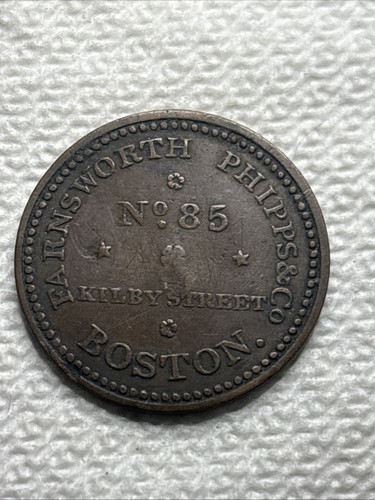 FARNSWORTH PHIPPS & Co
No. 85
KILBY STREET
BOSTON.